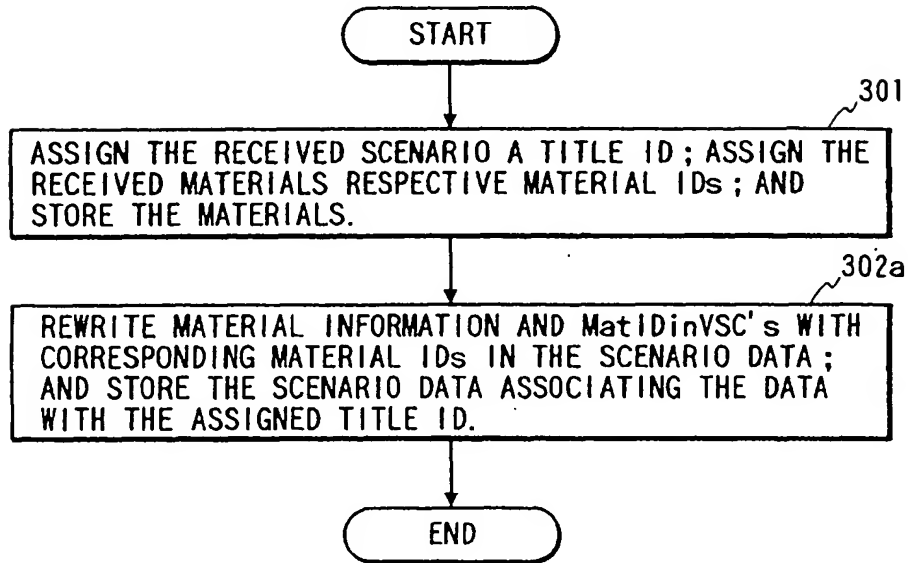 START
301
ASSIGN THE RECEIVED SCENARIO A TITLE ID; ASSIGN THE
RECEIVED MATERIALS RESPECTIVE MATERIAL IDs; AND
STORE THE MATERIALS.
302a
REWRITE MATERIAL INFORMATION AND MatIDinVSC's WITH
CORRESPONDING MATERIAL IDs IN THE SCENARIO DATA;
AND STORE THE SCENARIO DATA ASSOCIATING THE DATA
WITH THE ASSIGNED TITLE ID.
END